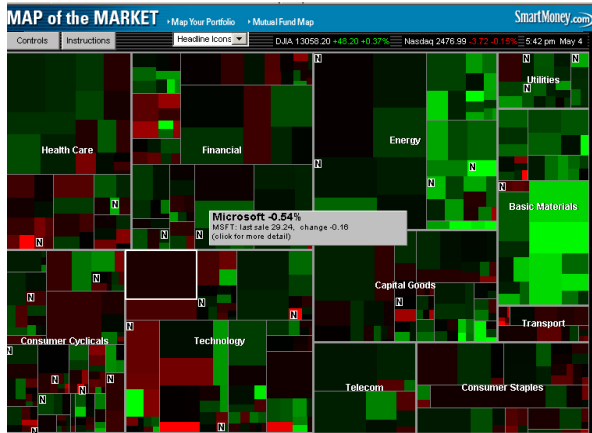 MAP of the MARKET
Map Your Portfolio
Mutual Fund Map
SmartMoney.com
Controls
Instructions
Headline Icons
DJIA 13058.20 +48.20 +0.37%
Nasdaq 2476.99 -3.72 -0.15%
5:42 pm May 4
N
N
N
Utilities
N
Health Care
Financial
Energy
N
N
N
N
Basic Materials
N
Microsoft -0.54%
MSFT: last sale 29.24, change -0.16
(click for more detail)
N
N
N
N
Capital Goods
N
N
N
N
Transport
Consumer Cyclicals
Technology
N
N
N
N
Telecom
Consumer Staples
N
N
N